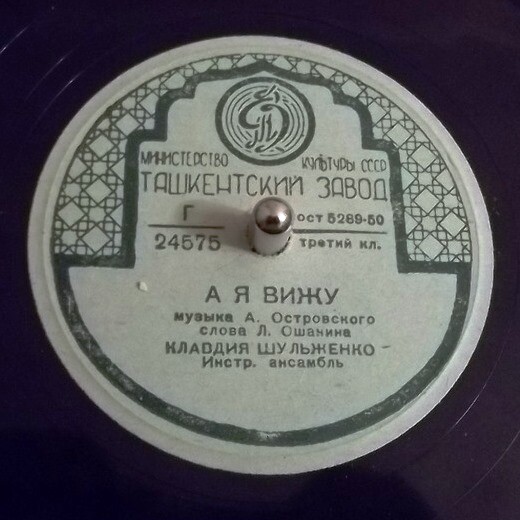 МИНИСТЕРСТВО КУЛЬТУРЫ СССР
ТАШКЕНТСКИЙ ЗАВОД
Г ост 5289-50
24575 третий кл.
А Я ВИЖУ
музыка А. Островского
слова Л. Ошанина
КЛАВДИЯ ШУЛЬЖЕНКО
Инстр. ансамбль